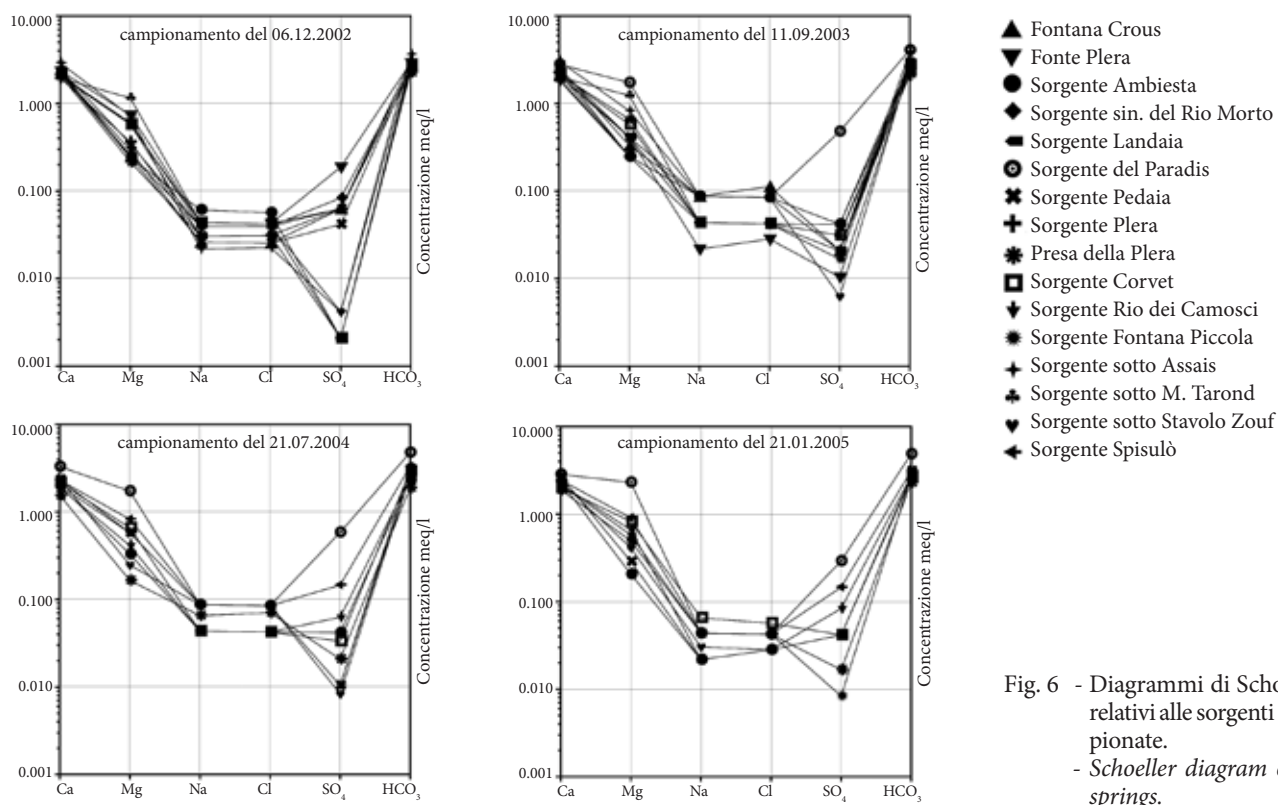 campionamento del 06.12.2002
10.000
1.000
0.100
0.010
0.001
Ca Mg Na Cl SO4 HCO3
Concentrazione meq/l
campionamento del 11.09.2003
10.000
1.000
0.100
0.010
0.001
Ca Mg Na Cl SO4 HCO3
Concentrazione meq/l
campionamento del 21.07.2004
10.000
1.000
0.100
0.010
0.001
Ca Mg Na Cl SO4 HCO3
Concentrazione meq/l
campionamento del 21.01.2005
10.000
1.000
0.100
0.010
0.001
Ca Mg Na Cl SO4 HCO3
Concentrazione meq/l
Fontana Crous
Fonte Plera
Sorgente Ambiesta
Sorgente sin. del Rio Morto
Sorgente Landaia
Sorgente del Paradis
Sorgente Pedaia
Sorgente Plera
Presa della Plera
Sorgente Corvet
Sorgente Rio dei Camosci
Sorgente Fontana Piccola
Sorgente sotto Assais
Sorgente sotto M. Tarond
Sorgente sotto Stavolo Zouf
Sorgente Spisulò
Fig. 6 - Diagrammi di Scho
relativi alle sorgenti
pionate.
- Schoeller diagram
springs.